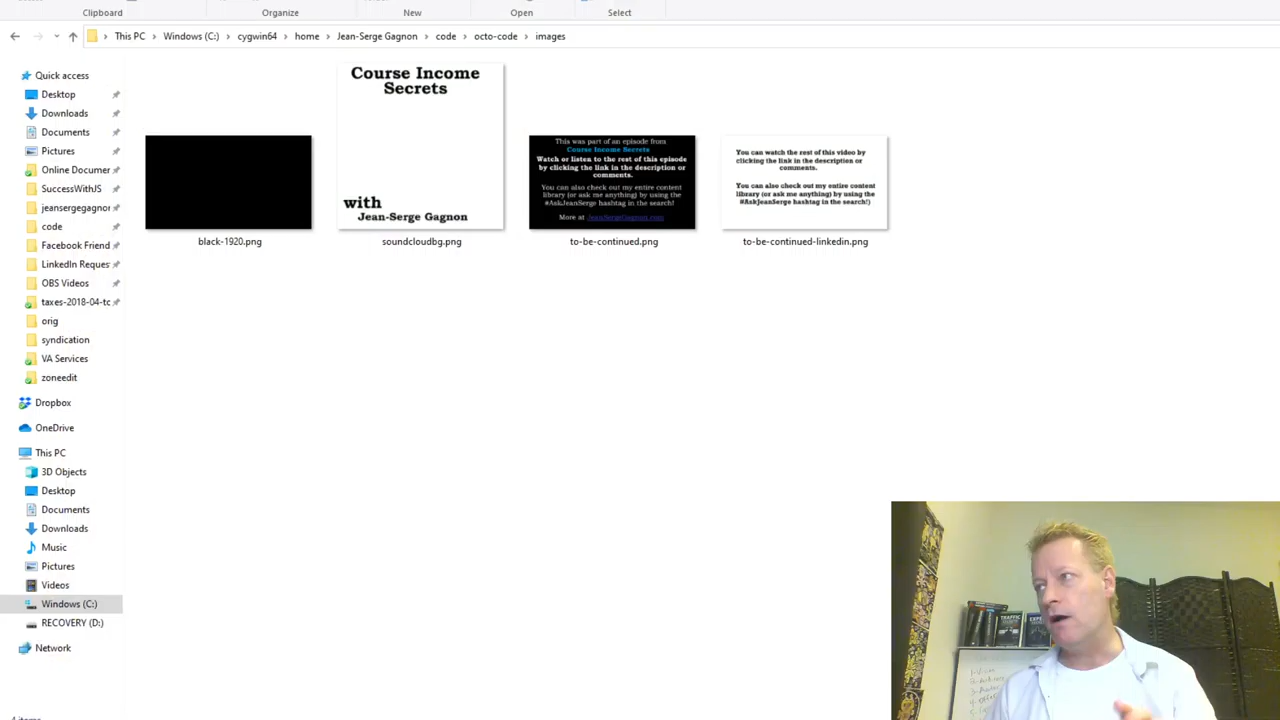 Clipboard
Organize
New
Open
Select
This PC
Windows (C:)
cygwin64
home
Jean-Serge Gagnon
code
octo-code
images
Quick access
Desktop
Downloads
Documents
Pictures
Online Documer
SuccessWithJS
jeansergegagnor
code
Facebook Friend
LinkedIn Reques
OBS Videos
taxes-2018-04-tc
orig
syndication
VA Services
zoneedit
Dropbox
OneDrive
This PC
3D Objects
Desktop
Documents
Downloads
Music
Pictures
Videos
Windows (C:)
RECOVERY (D:)
Network
black-1920.png
Course Income
Secrets
with
Jean-Serge Gagnon
soundcloudbg.png
This was part of an episode from
Course Income Secrets
Watch or listen to the rest of this episode
by clicking the link in the description or
comments.
You can also check out my entire content
library (or ask me anything) by using the
#AskJeanSerge hashtag in the search!
More at JeanSergeGagnon.com
to-be-continued.png
You can watch the rest of this video by
clicking the link in the description or
comments.
You can also check out my entire content
library (or ask me anything) by using the
#AskJeanSerge hashtag in the search!)
to-be-continued-linkedin.png
TRAFFIC